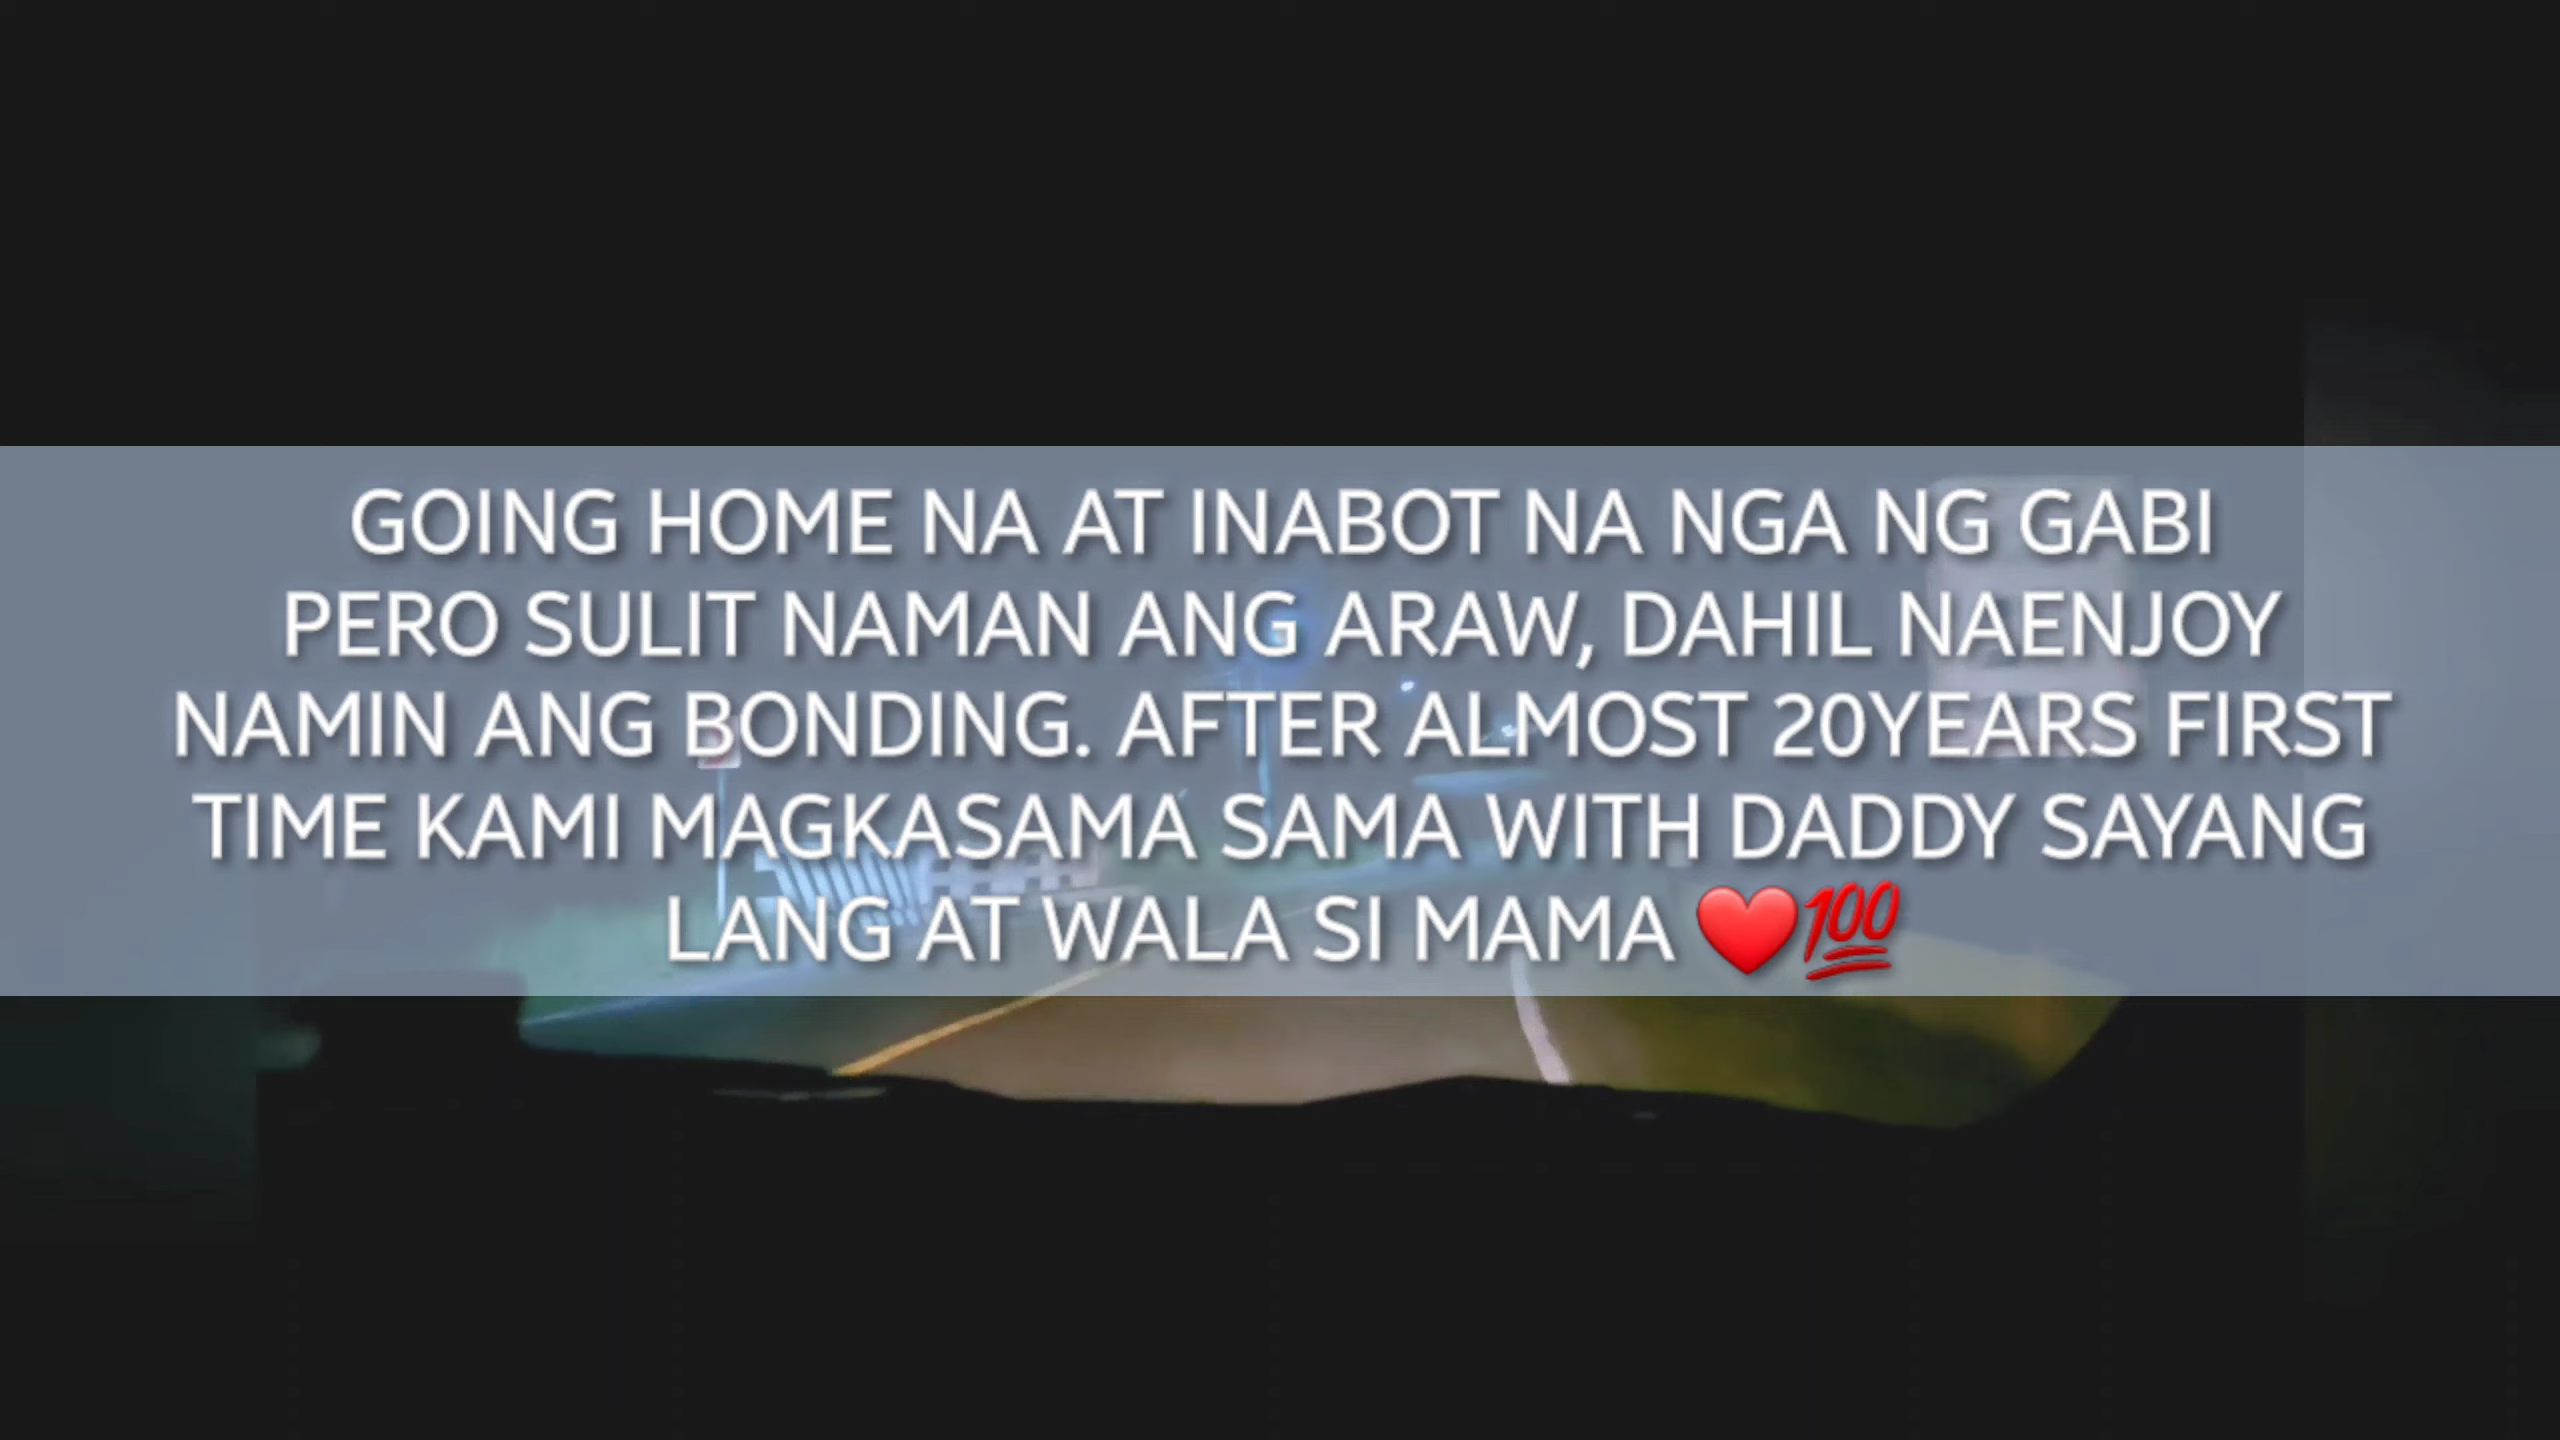 GOING HOME NA AT INABOT NA NGA NG GABI
PERO SULIT NAMAN ANG ARAW, DAHIL NAENJOY
NAMIN ANG BONDING. AFTER ALMOST 20YEARS FIRST
TIME KAMI MAGKASAMA SAMA WITH DADDY SAYANG
LANG AT WALA SI MAMA ❤️💯